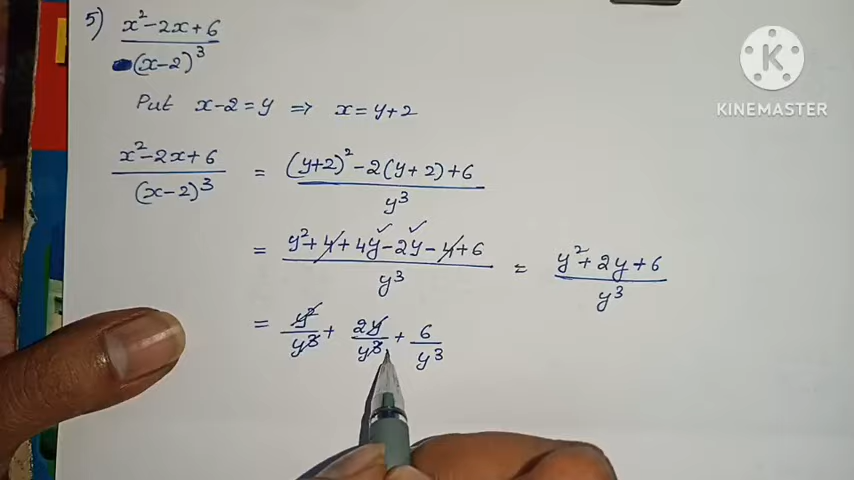 5) x²-2x+6 / (x-2)³
K
KINEMASTER
Put x-2=y ⇒ x=y+2
x²-2x+6 / (x-2)³ = (y+2)²-2(y+2)+6 / y³
= y²+4+4y-2y-4+6 / y³ = y²+2y+6 / y³
= y²/y³ + 2y/y³ + 6/y³